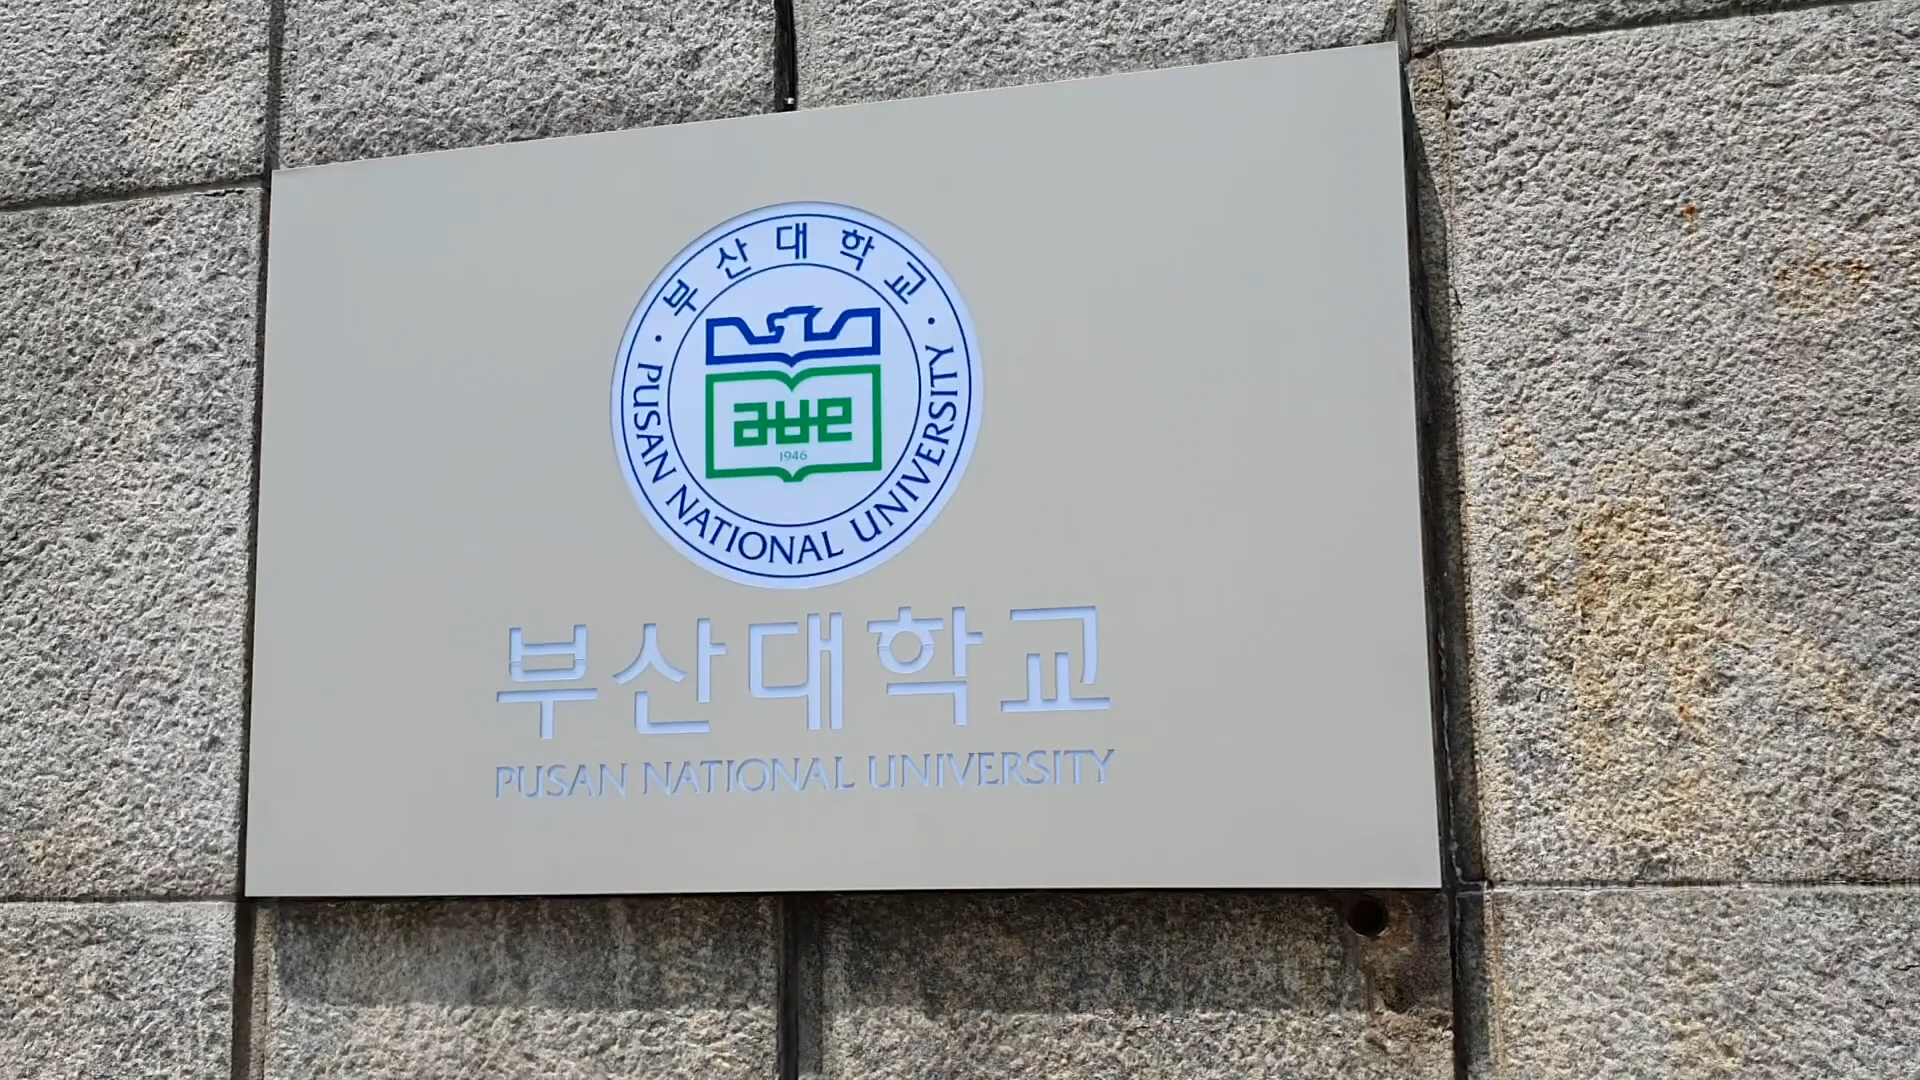 · 부산대학교 ·
PUSAN NATIONAL UNIVERSITY
1946
부산대학교
PUSAN NATIONAL UNIVERSITY